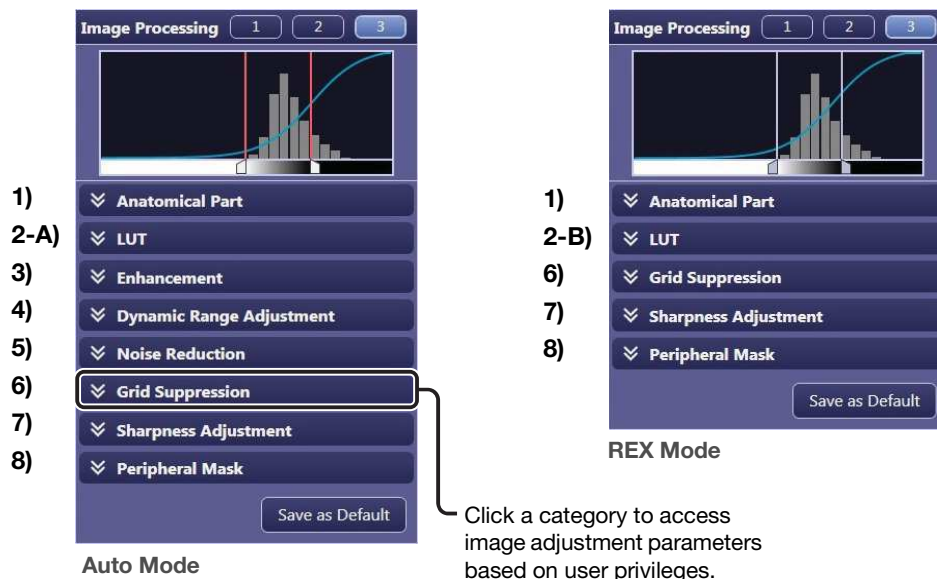 Image Processing 1 2 3
1) Anatomical Part
2-A) LUT
3) Enhancement
4) Dynamic Range Adjustment
5) Noise Reduction
6) Grid Suppression
7) Sharpness Adjustment
8) Peripheral Mask
Save as Default
Auto Mode
Click a category to access
image adjustment parameters
based on user privileges.
Image Processing 1 2 3
1) Anatomical Part
2-B) LUT
6) Grid Suppression
7) Sharpness Adjustment
8) Peripheral Mask
Save as Default
REX Mode